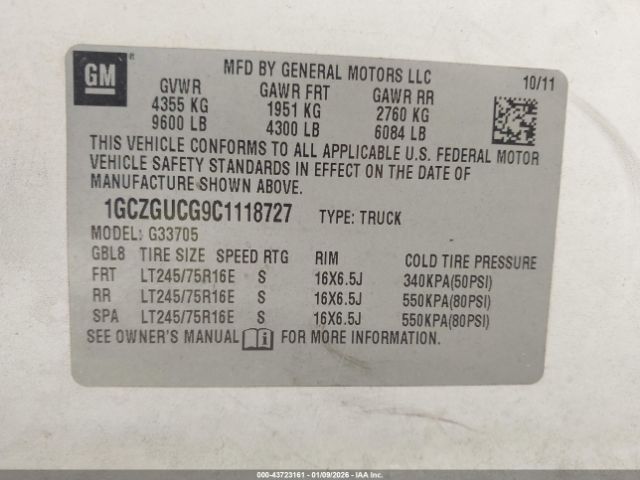 GM
MFD BY GENERAL MOTORS LLC 10/11
GVWR GAWR FRT GAWR RR
4355 KG 1951 KG 2760 KG
9600 LB 4300 LB 6084 LB
THIS VEHICLE CONFORMS TO ALL APPLICABLE U.S. FEDERAL MOTOR
VEHICLE SAFETY STANDARDS IN EFFECT ON THE DATE OF
MANUFACTURE SHOWN ABOVE.
1GCZGUCG9C1118727 TYPE: TRUCK
MODEL: G33705
GBL8 TIRE SIZE SPEED RTG RIM COLD TIRE PRESSURE
FRT LT245/75R16E S 16X6.5J 340KPA(50PSI)
RR LT245/75R16E S 16X6.5J 550KPA(80PSI)
SPA LT245/75R16E S 16X6.5J 550KPA(80PSI)
SEE OWNER'S MANUAL FOR MORE INFORMATION.
000-43723161 - 01/09/2026 - IAA Inc. Copyright